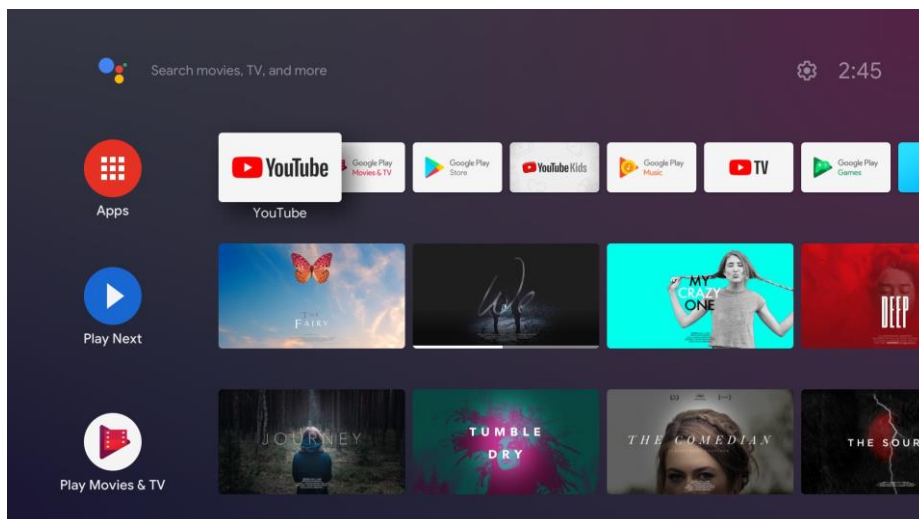 Search movies, TV, and more
2:45
Apps
YouTube
Google Play
Movies & TV
Google Play
Store
YouTube Kids
Google Play
Music
TV
Google Play
Games
YouTube
Play Next
THE
FAIRY
Love
MY
CRAZY
ONE
DEEP
Play Movies & TV
JOURNEY
TUMBLE
DRY
THE COMEDIAN
THE SOUR